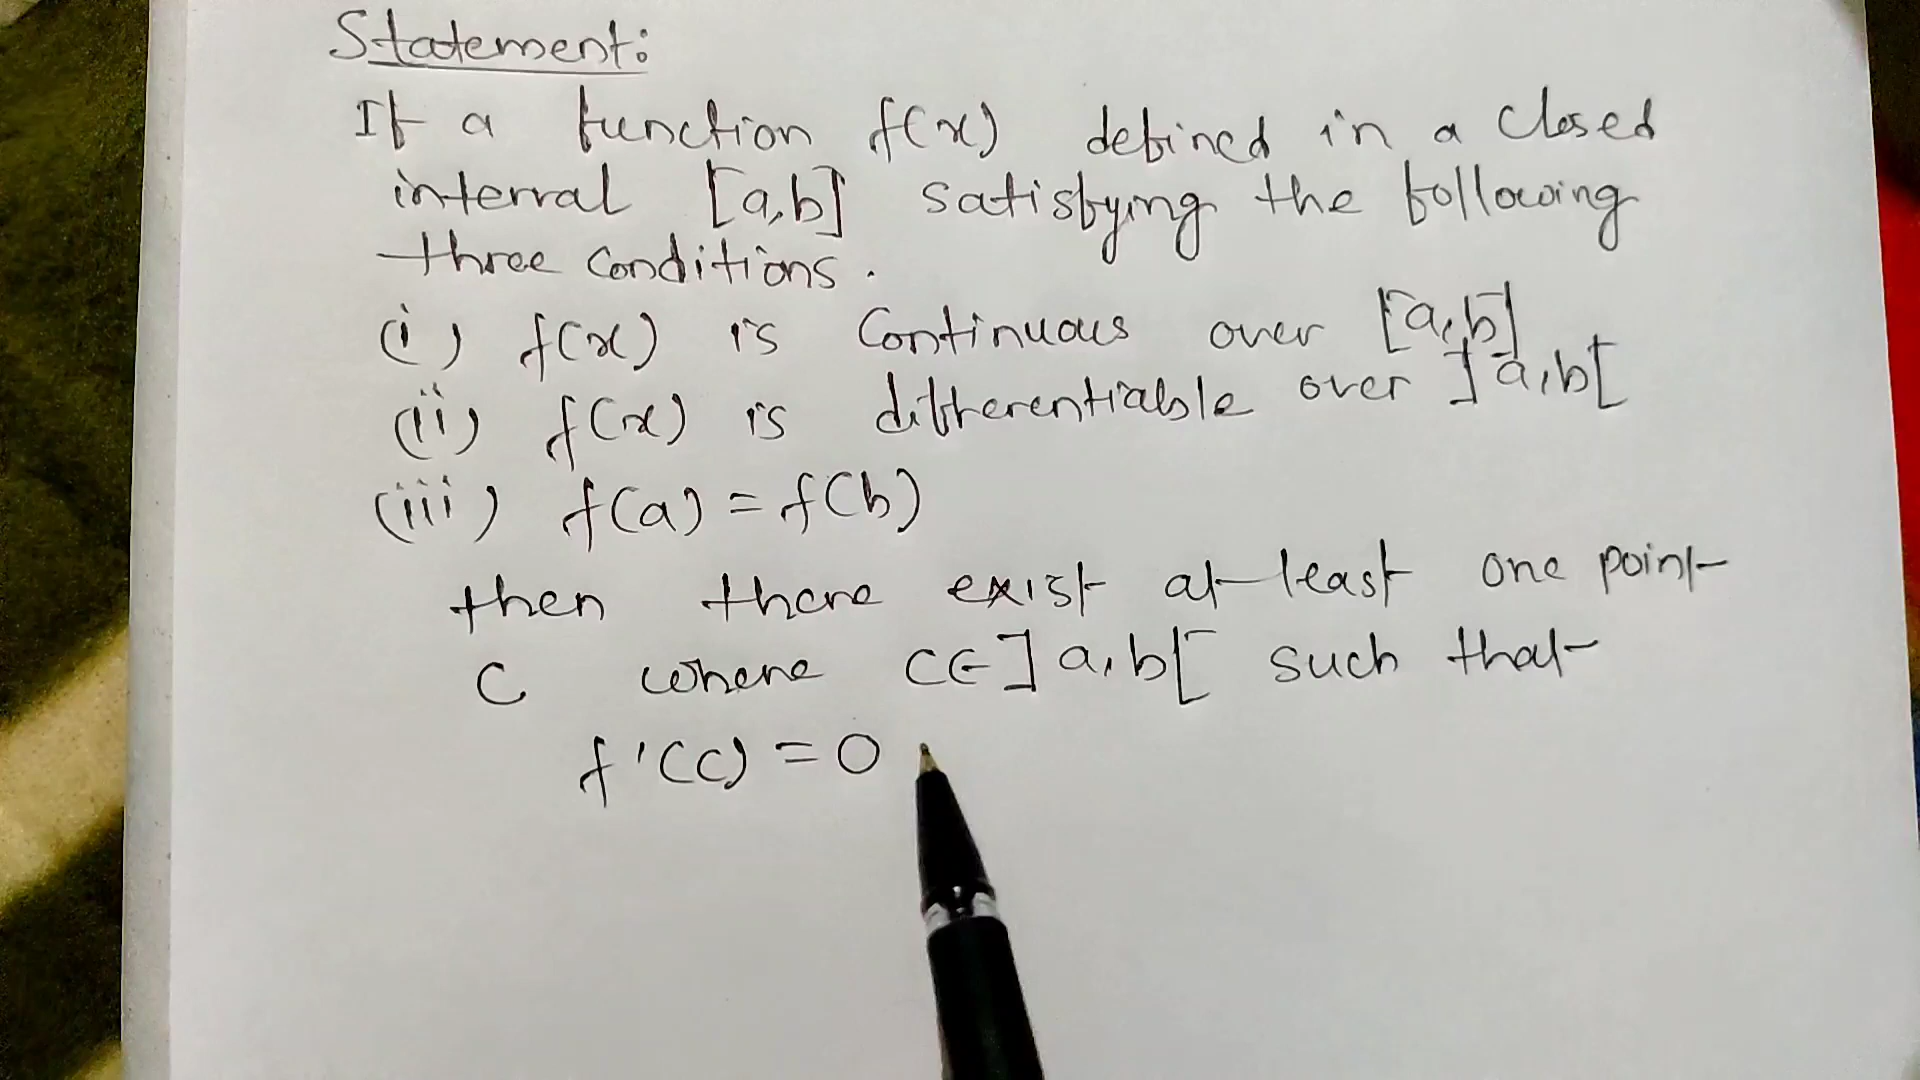 Statement:
If a function f(x) defined in a closed
interval [a,b] satisfying the following
three conditions.
(i) f(x) is continuous over [a,b]
(ii) f(x) is differentiable over ]a,b[
(iii) f(a) = f(b)
then there exist at least one point
C where C∈]a,b[ such that
f'(c) = 0